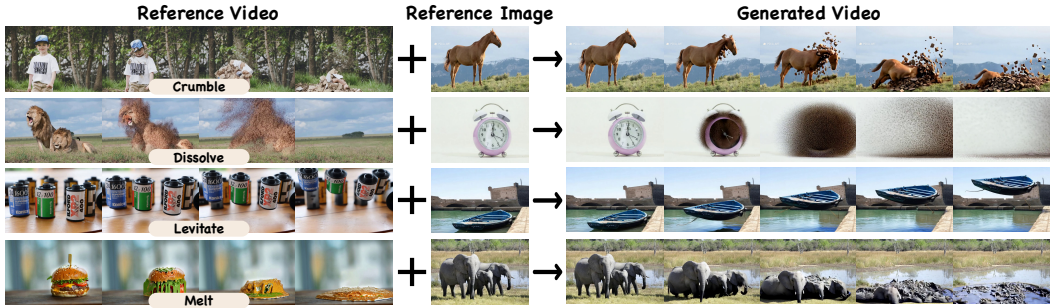 Reference Video
Reference Image
Generated Video
Crumble
Dissolve
Levitate
Melt